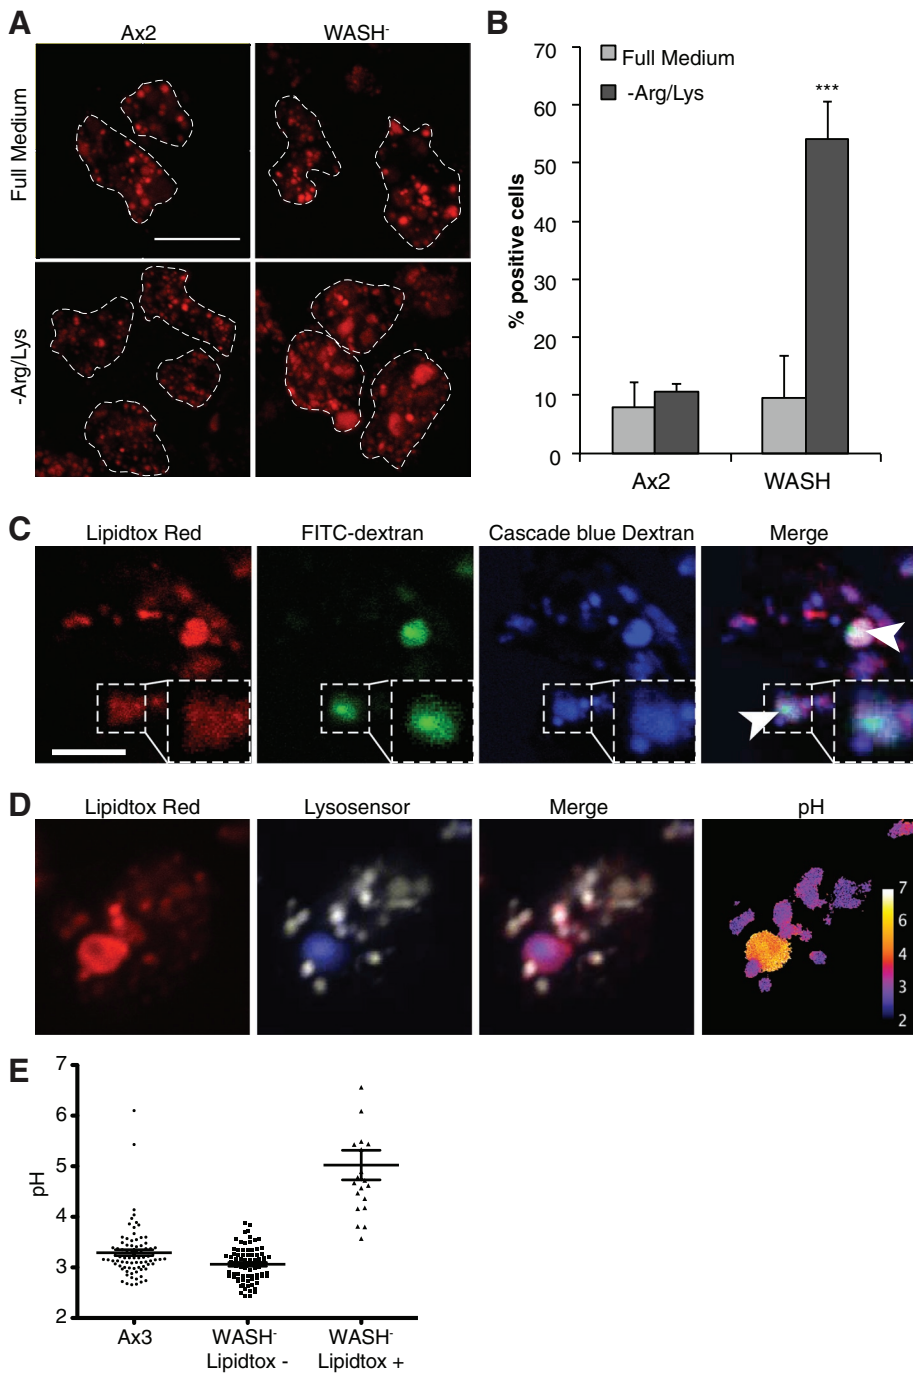 A
Ax2
WASH-
Full Medium
-Arg/Lys
B
70
60
50
40
30
20
10
0
% positive cells
Full Medium
-Arg/Lys
***
Ax2
WASH
C
Lipidtox Red
FITC-dextran
Cascade blue Dextran
Merge
D
Lipidtox Red
Lysosensor
Merge
pH
7
6
4
3
2
E
7
6
5
4
3
2
pH
Ax3
WASH-
Lipidtox -
WASH-
Lipidtox +